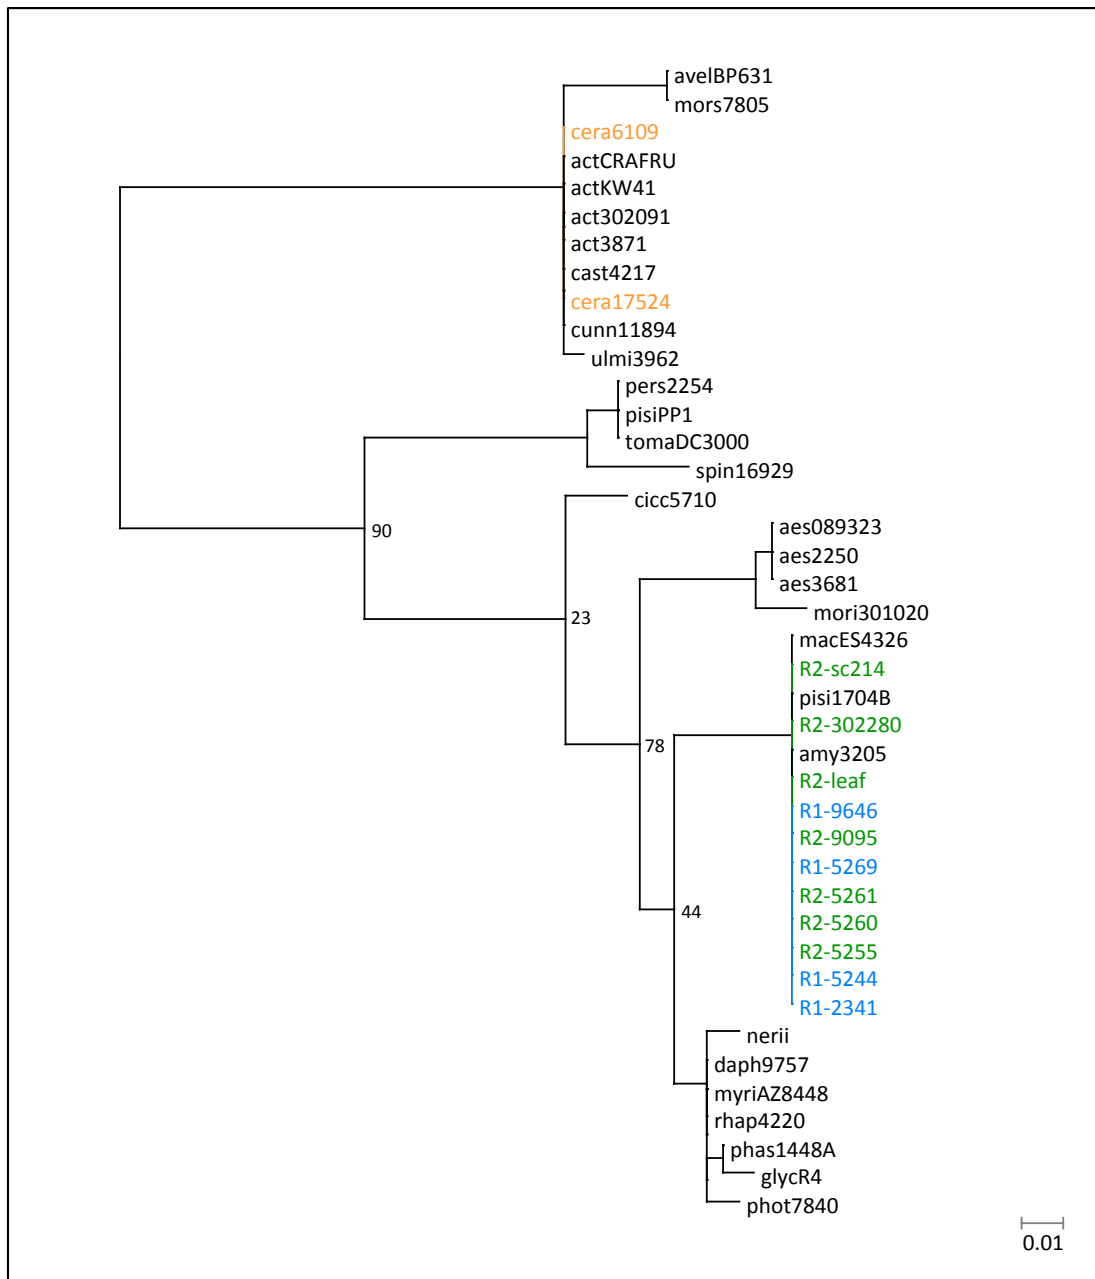 avelBP631
mors7805
cera6109
actCRAFRU
actKW41
act302091
act3871
cast4217
cera17524
cunn11894
ulmi3962
pers2254
pisiPP1
tomaDC3000
spin16929
cicc5710
aes089323
90
aes2250
aes3681
mori301020
23
macES4326
R2-sc214
pisi1704B
R2-302280
78
amy3205
R2-leaf
R1-9646
R2-9095
R1-5269
R2-5261
44
R2-5260
R2-5255
R1-5244
R1-2341
nerii
daph9757
myriAZ8448
rhap4220
phas1448A
glycR4
phot7840
0.01